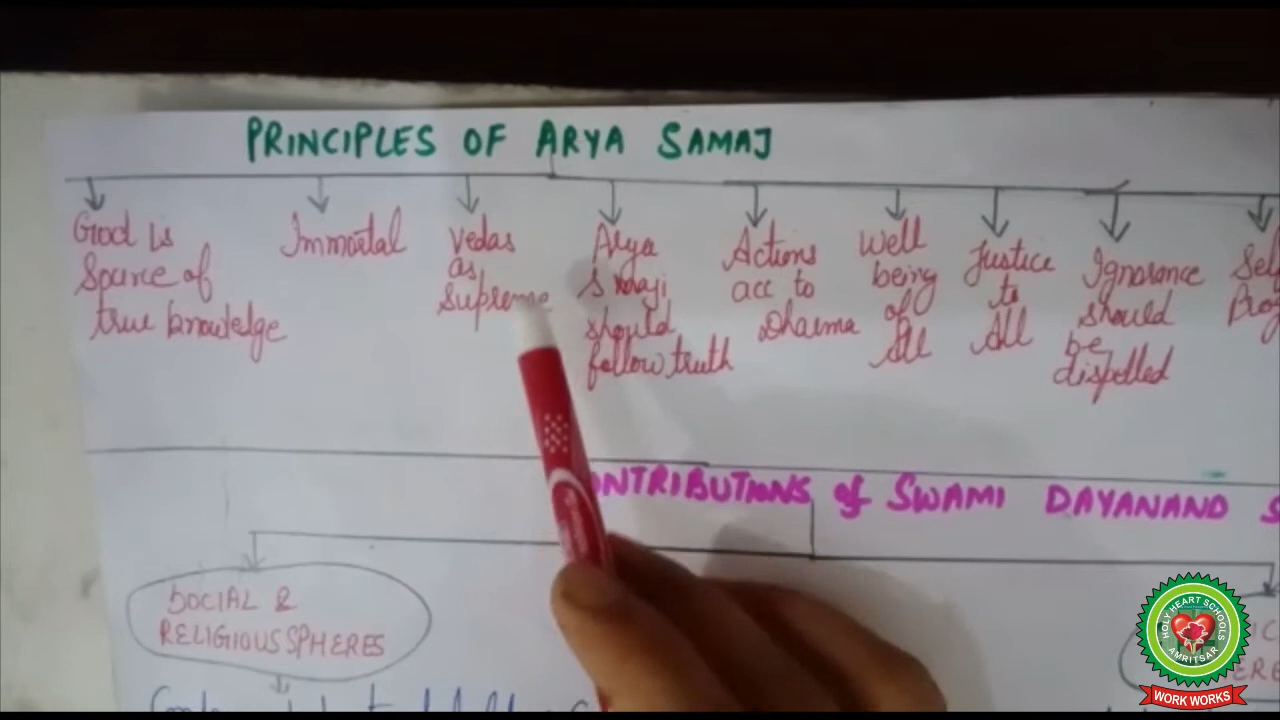 PRINCIPLES OF ARYA SAMAJ
God is
Source of
true knowledge
Immortal
Vedas
as
Supreme
Arya
Smaji
should
follow truth
Actions
acc to
Dharma
Well
being
of
All
Justice
to
All
Ignorance
should
be
dispelled
ONTRIBUTIONS of SWAMI DAYANAND S
SOCIAL &
RELIGIOUS SPHERES
HOLY HEART SCHOOLS
AMRITSAR
WORK WORKS